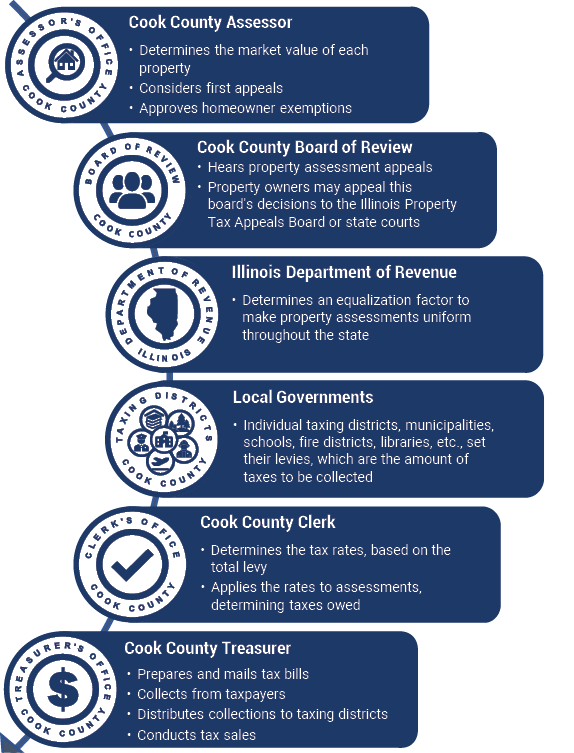 Cook County Assessor
ASSESSOR'S OFFICE
COOK COUNTY
• Determines the market value of each
property
• Considers first appeals
• Approves homeowner exemptions
Cook County Board of Review
BOARD OF REVIEW
COOK COUNTY
• Hears property assessment appeals
• Property owners may appeal this
board's decisions to the Illinois Property
Tax Appeals Board or state courts
Illinois Department of Revenue
DEPARTMENT OF REVENUE
ILLINOIS
• Determines an equalization factor to
make property assessments uniform
throughout the state
Local Governments
TAXING DISTRICTS
COOK COUNTY
• Individual taxing districts, municipalities,
schools, fire districts, libraries, etc., set
their levies, which are the amount of
taxes to be collected
Cook County Clerk
CLERK'S OFFICE
COOK COUNTY
• Determines the tax rates, based on the
total levy
• Applies the rates to assessments,
determining taxes owed
Cook County Treasurer
TREASURER'S OFFICE
COOK COUNTY
$
• Prepares and mails tax bills
• Collects from taxpayers
• Distributes collections to taxing districts
• Conducts tax sales